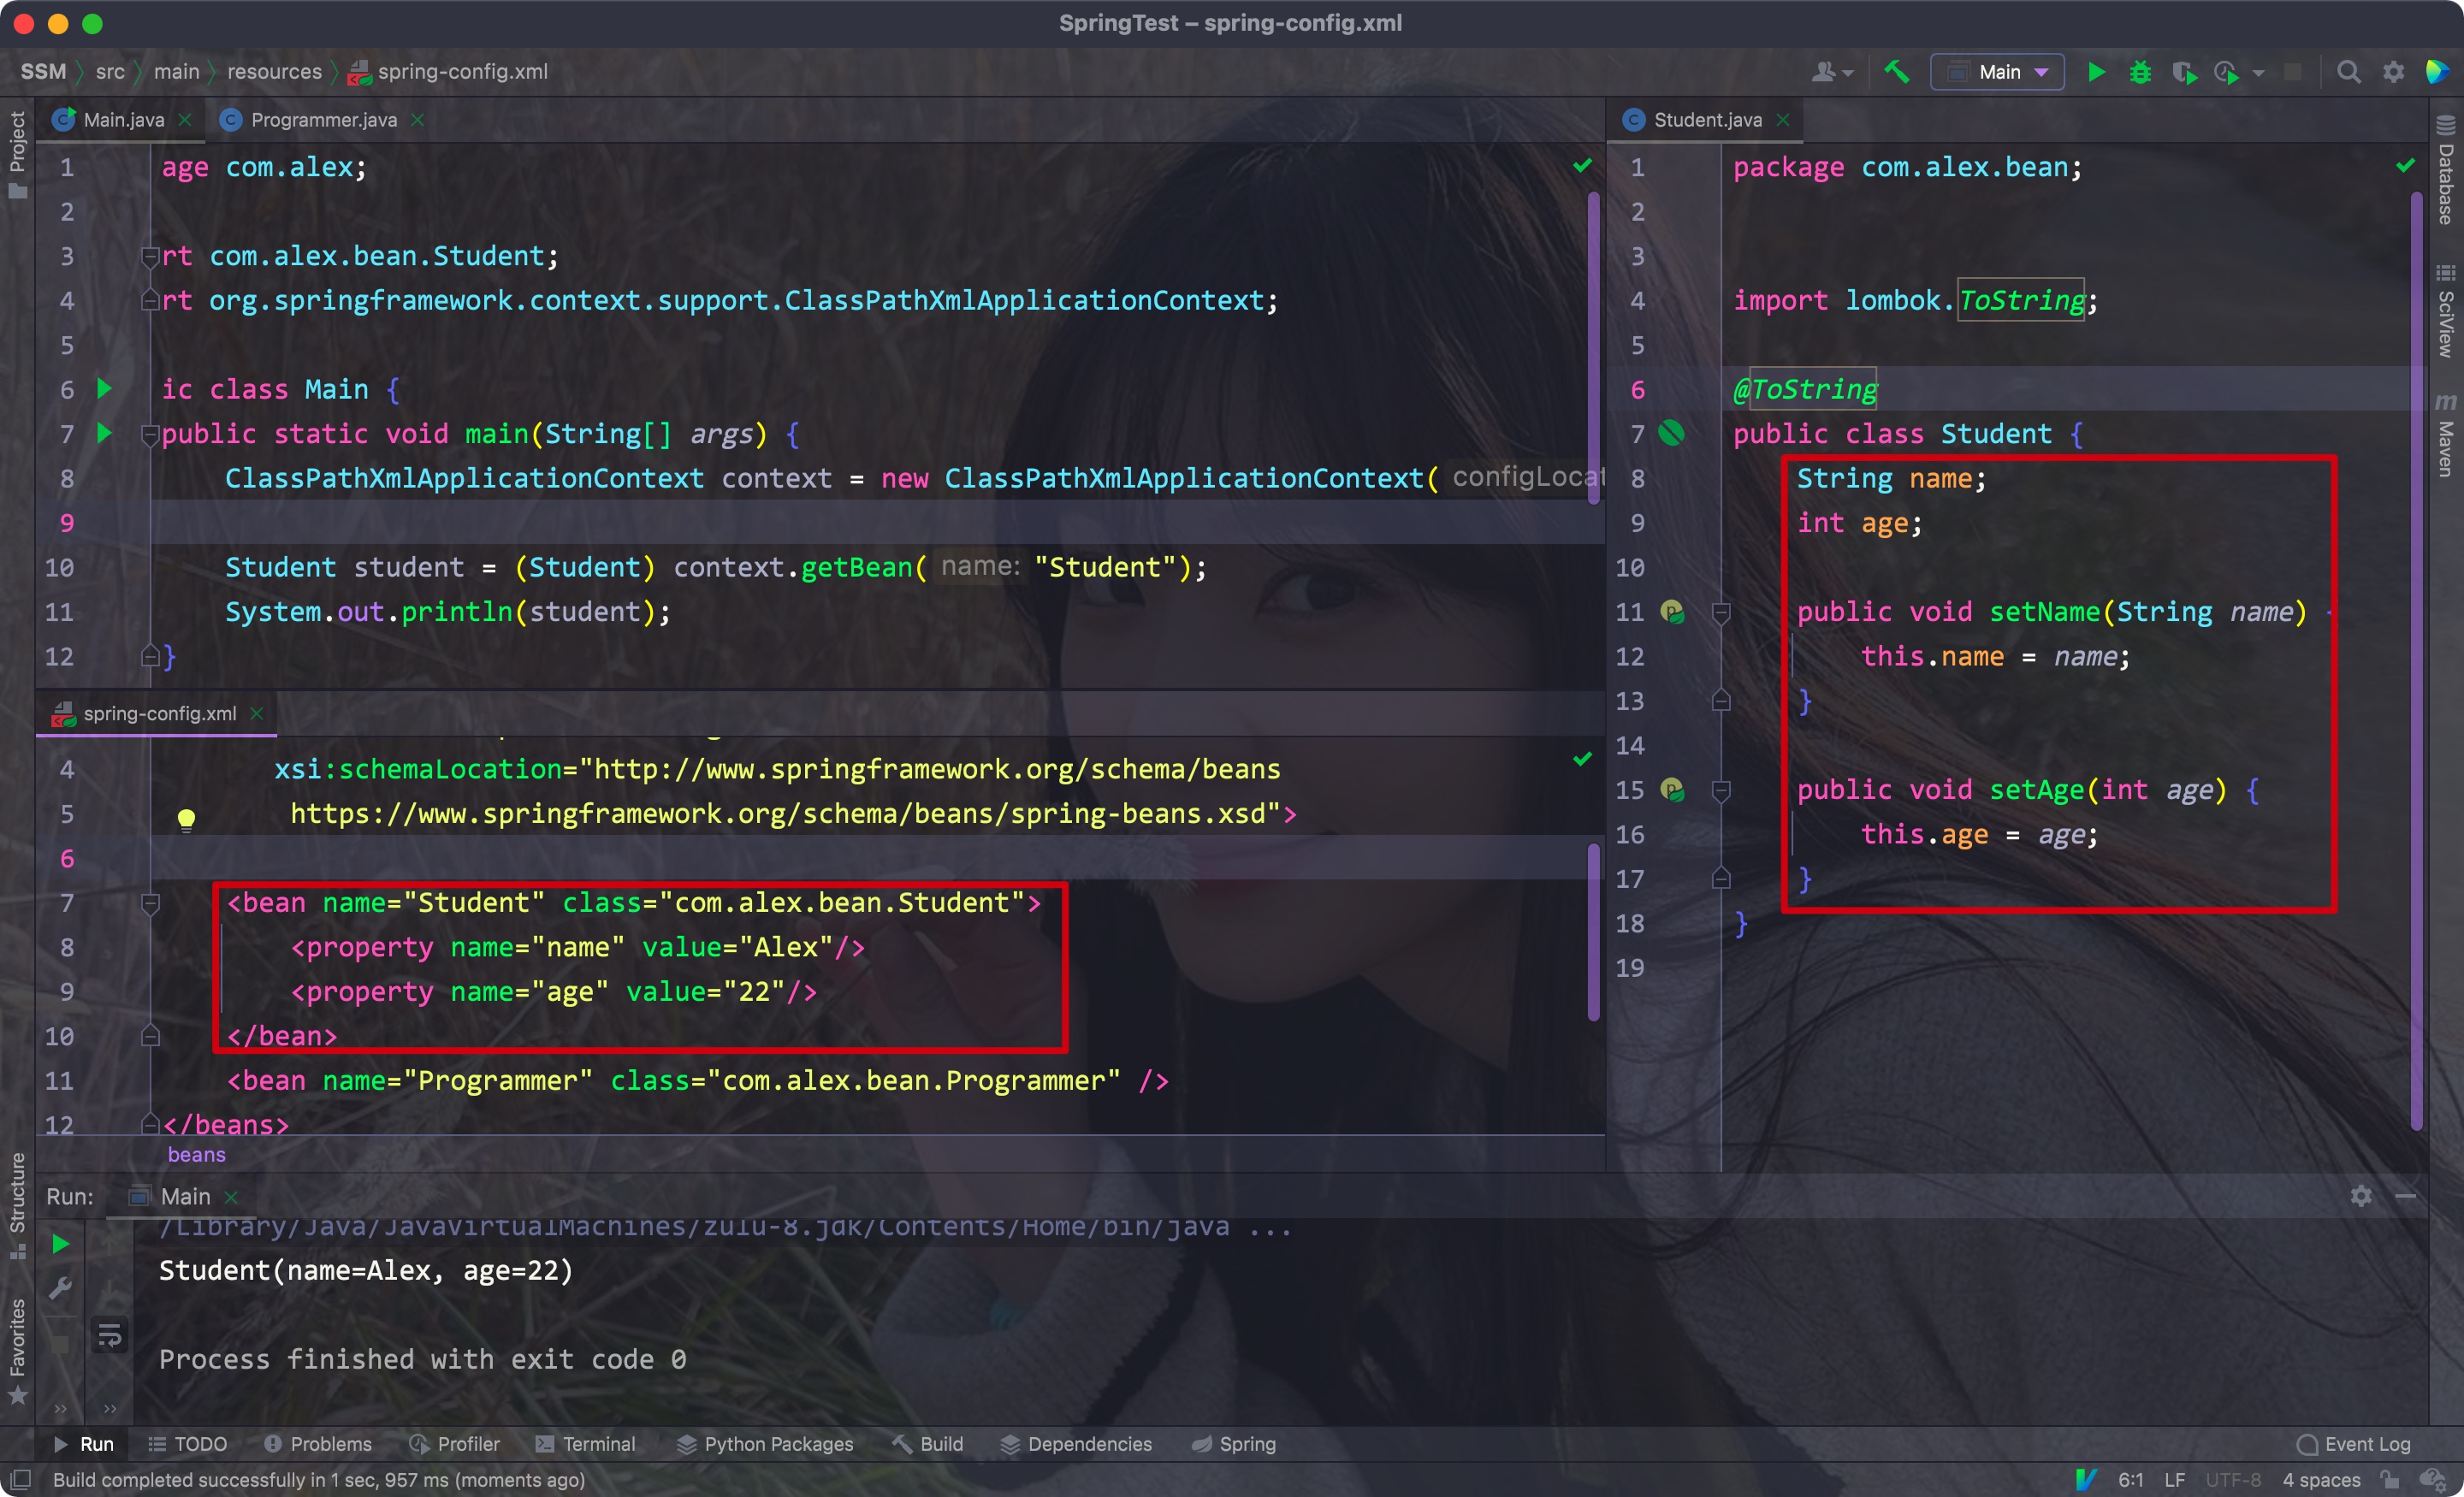 SpringTest – spring-config.xml
SSM src main resources spring-config.xml
Main
Project
Main.java
Programmer.java
1 age com.alex;
2
3 rt com.alex.bean.Student;
4 rt org.springframework.context.support.ClassPathXmlApplicationContext;
5
6 ic class Main {
7 public static void main(String[] args) {
8 ClassPathXmlApplicationContext context = new ClassPathXmlApplicationContext( configLocat
9
10 Student student = (Student) context.getBean( name: "Student");
11 System.out.println(student);
12 }
spring-config.xml
4 xsi:schemaLocation="http://www.springframework.org/schema/beans
5 https://www.springframework.org/schema/beans/spring-beans.xsd">
6
7 <bean name="Student" class="com.alex.bean.Student">
8 <property name="name" value="Alex"/>
9 <property name="age" value="22"/>
10 </bean>
11 <bean name="Programmer" class="com.alex.bean.Programmer" />
12 </beans>
beans
Student.java
1 package com.alex.bean;
2
3
4 import lombok.ToString;
5
6 @ToString
7 public class Student {
8 String name;
9 int age;
10
11 public void setName(String name) {
12 this.name = name;
13 }
14
15 public void setAge(int age) {
16 this.age = age;
17 }
18 }
19
Database
SciView
Maven
Structure
Favorites
Run: Main
/Library/Java/JavaVirtualMachines/zulu-8.jdk/Contents/Home/bin/java ...
Student(name=Alex, age=22)
Process finished with exit code 0
Run TODO Problems Profiler Terminal Python Packages Build Dependencies Spring Event Log
Build completed successfully in 1 sec, 957 ms (moments ago) 6:1 LF UTF-8 4 spaces